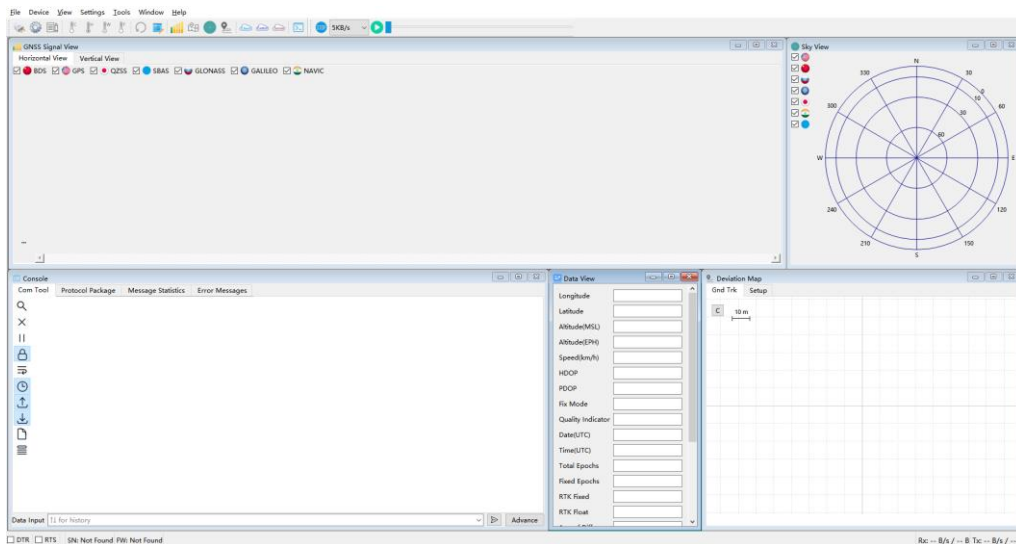 File Device View Settings Tools Window Help
5KB/s
GNSS Signal View
Horizontal View Vertical View
BDS GPS QZSS SBAS GLONASS GALILEO NAVIC
Sky View
N
330 30
0
10
300 60
30
60
W E
240 120
210 150
S
Console
Com Tool Protocol Package Message Statistics Error Messages
Data Input ⇅ for history Advance
Data View
Longitude
Latitude
Altitude(MSL)
Altitude(EPH)
Speed(km/h)
HDOP
PDOP
Fix Mode
Quality Indicator
Date(UTC)
Time(UTC)
Total Epochs
Fixed Epochs
RTK Fixed
RTK Float
Deviation Map
Gnd Trk Setup
C 10 m
DTR RTS SN: Not Found FW: Not Found
Rx: -- B/s / -- B Tx: -- B/s / --